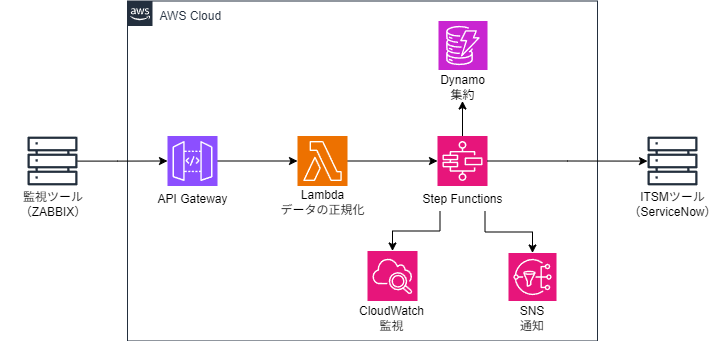 aws
AWS Cloud
Dynamo
集約
監視ツール
（ZABBIX）
API Gateway
Lambda
データの正規化
Step Functions
ITSMツール
（ServiceNow）
CloudWatch
監視
SNS
通知